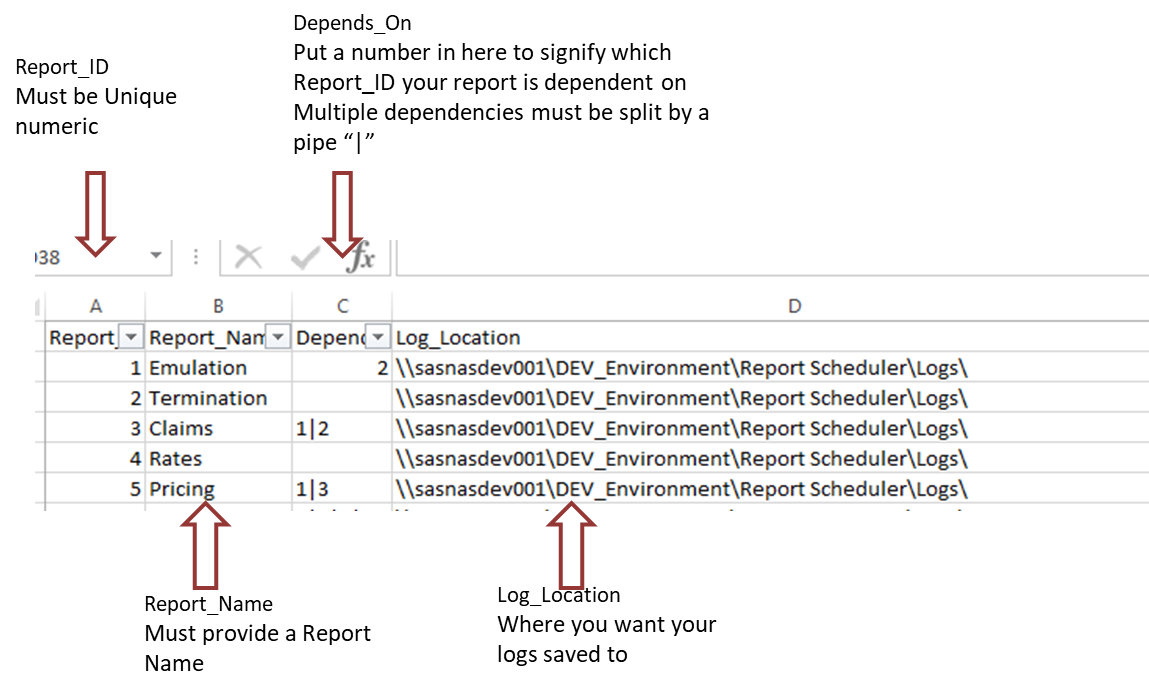 Depends_On
Put a number in here to signify which
Report_ID your report is dependent on
Multiple dependencies must be split by a
pipe “|”
Report_ID
Must be Unique
numeric
38
fx
A B C D
Report_ Report_Nam Depend Log_Location
1 Emulation 2 \\sasnasdev001\DEV_Environment\Report Scheduler\Logs\
2 Termination \\sasnasdev001\DEV_Environment\Report Scheduler\Logs\
3 Claims 1|2 \\sasnasdev001\DEV_Environment\Report Scheduler\Logs\
4 Rates \\sasnasdev001\DEV_Environment\Report Scheduler\Logs\
5 Pricing 1|3 \\sasnasdev001\DEV_Environment\Report Scheduler\Logs\
Report_Name
Must provide a Report
Name
Log_Location
Where you want your
logs saved to